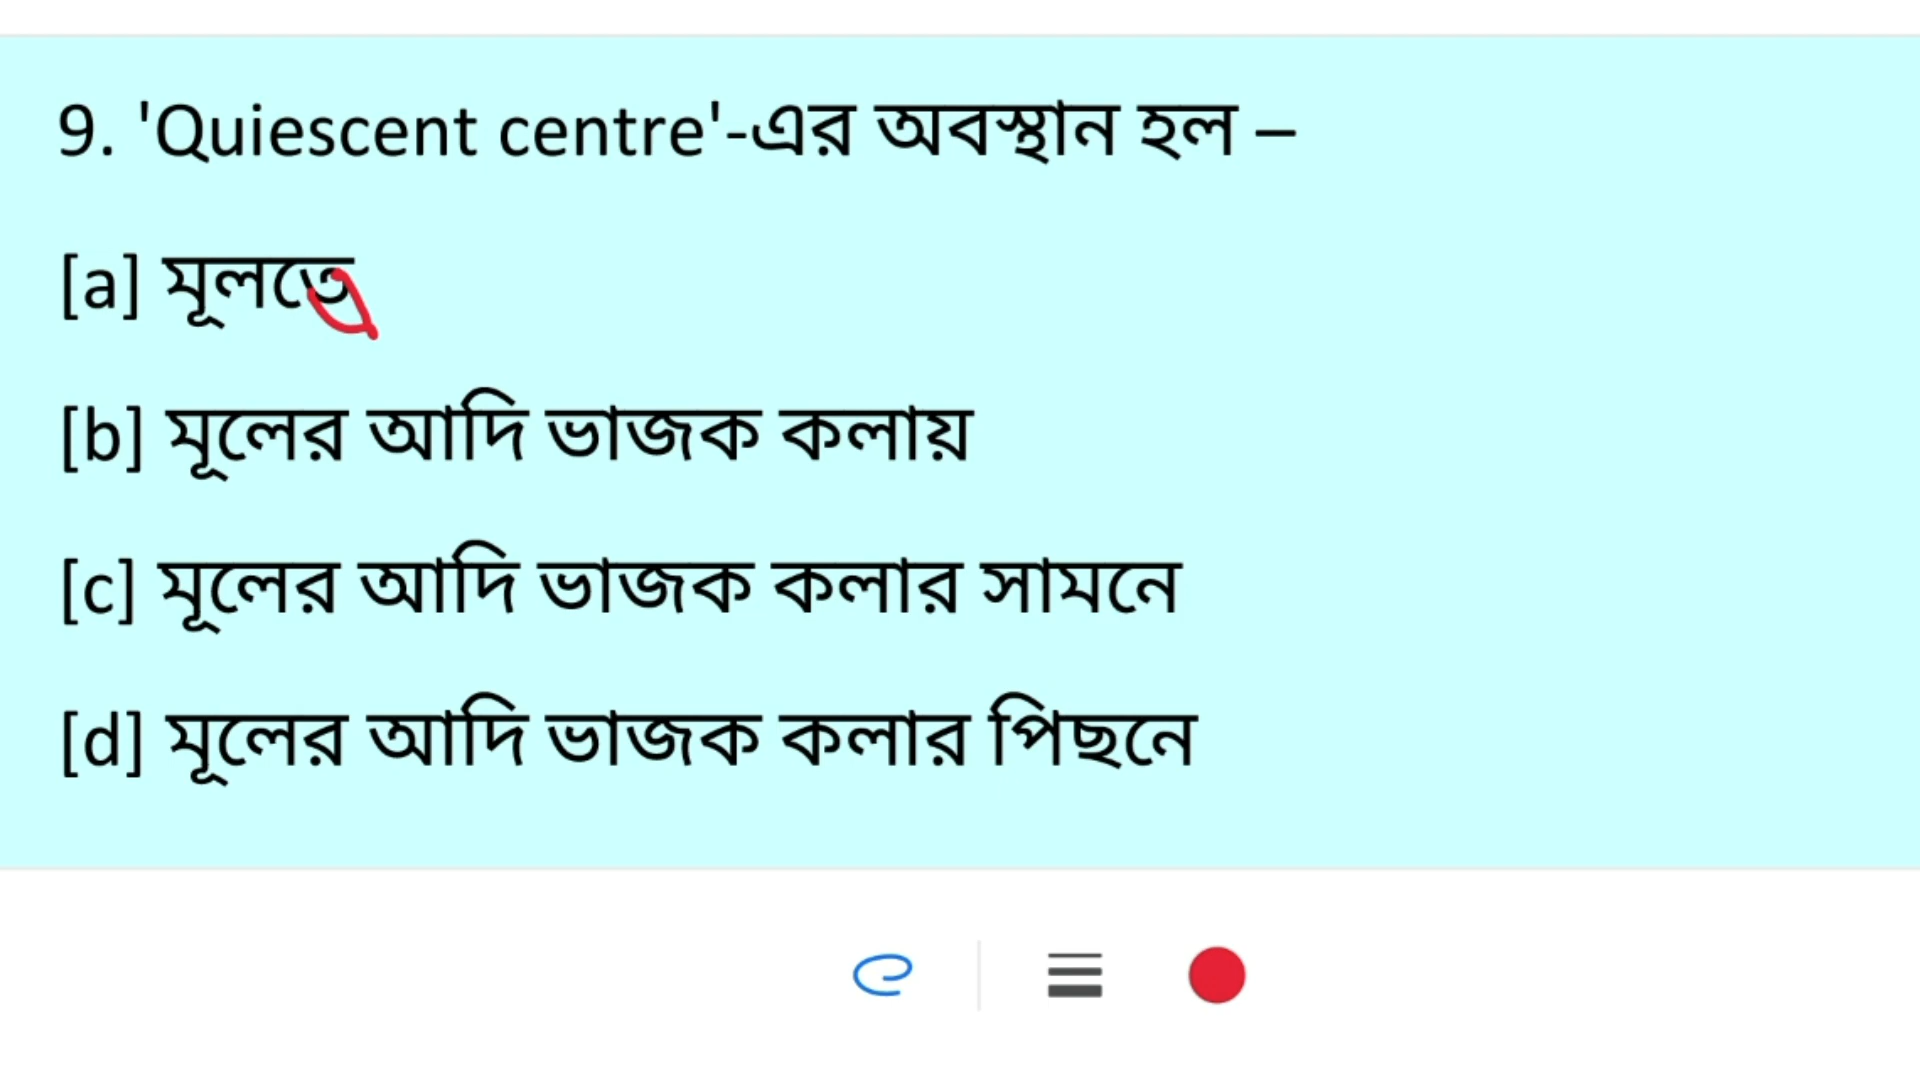 9. 'Quiescent centre'-এর অবস্থান হল –
[a] মূলতে
[b] মূলের আদি ভাজক কলায়
[c] মূলের আদি ভাজক কলার সামনে
[d] মূলের আদি ভাজক কলার পিছনে